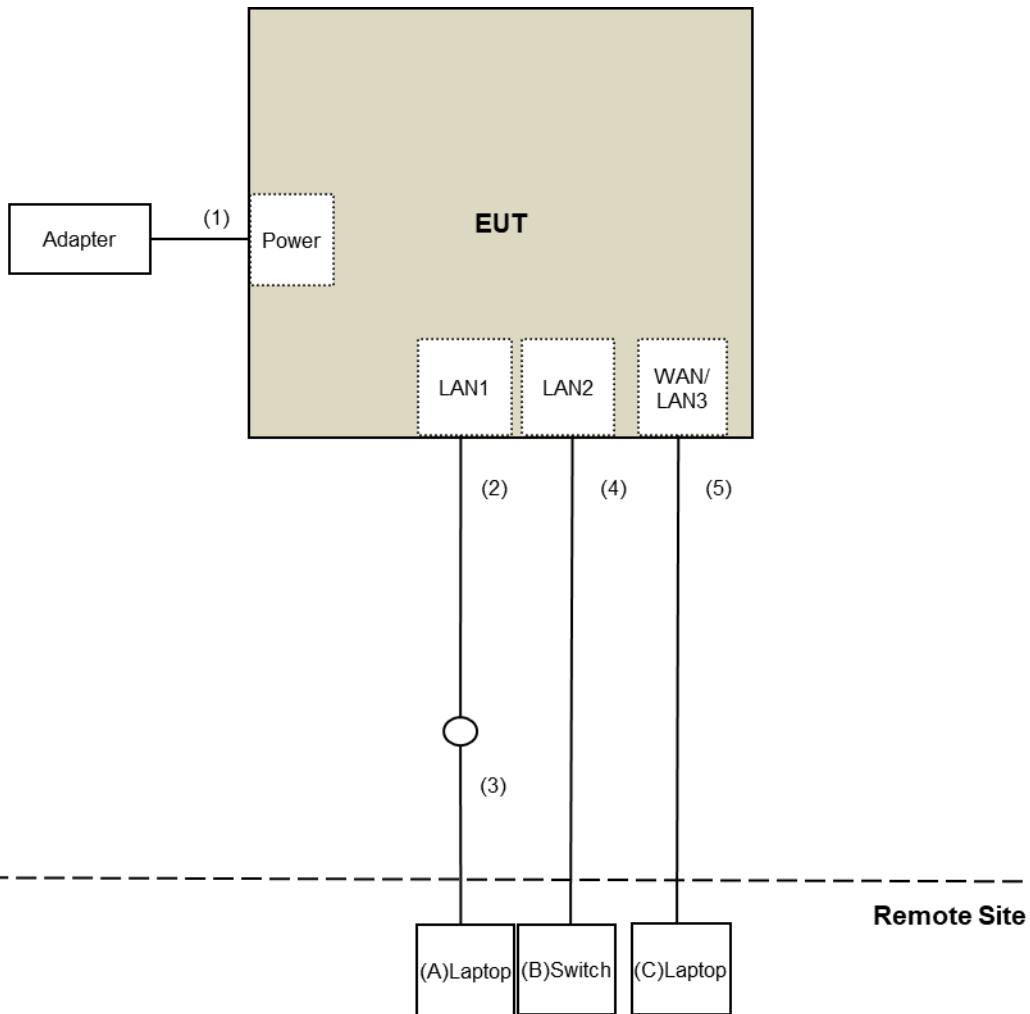 EUT
(1)
Adapter
Power
LAN1
LAN2
WAN/
LAN3
(2)
(4)
(5)
(3)
Remote Site
(A)Laptop
(B)Switch
(C)Laptop